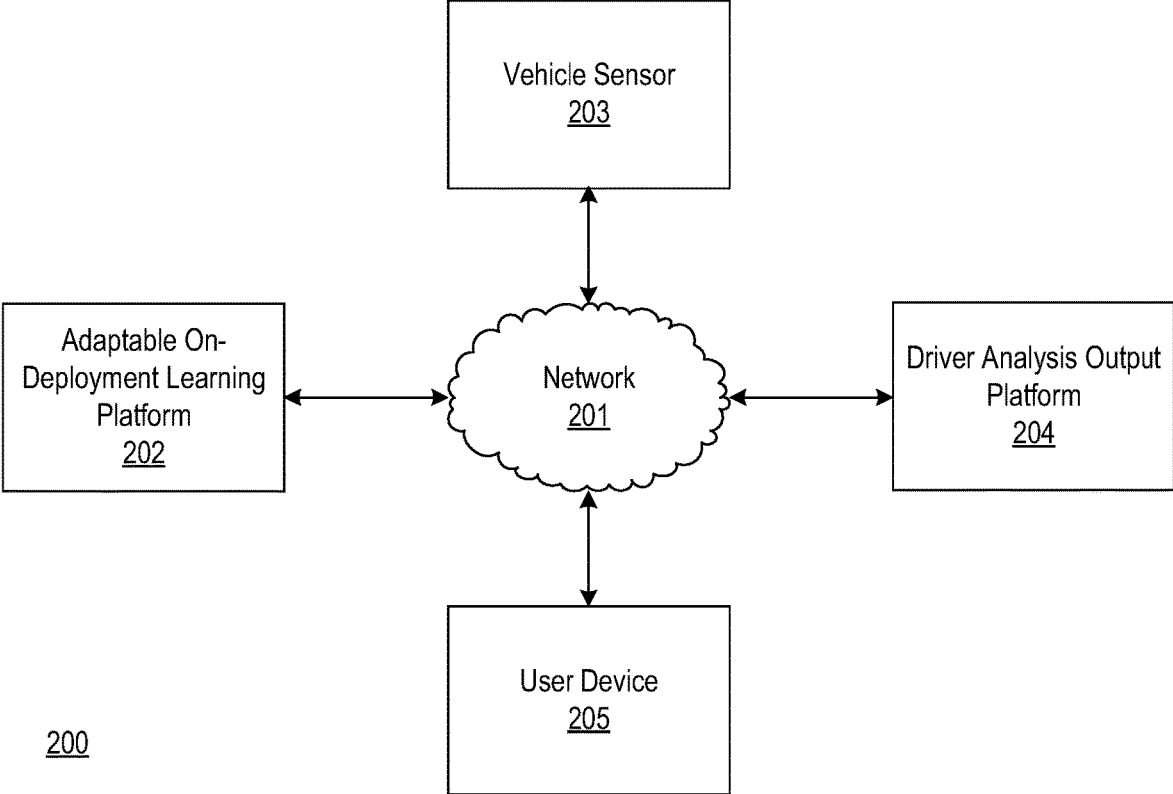 Vehicle Sensor
203
Adaptable On-
Deployment Learning
Platform
202
Network
201
Driver Analysis Output
Platform
204
User Device
205
200